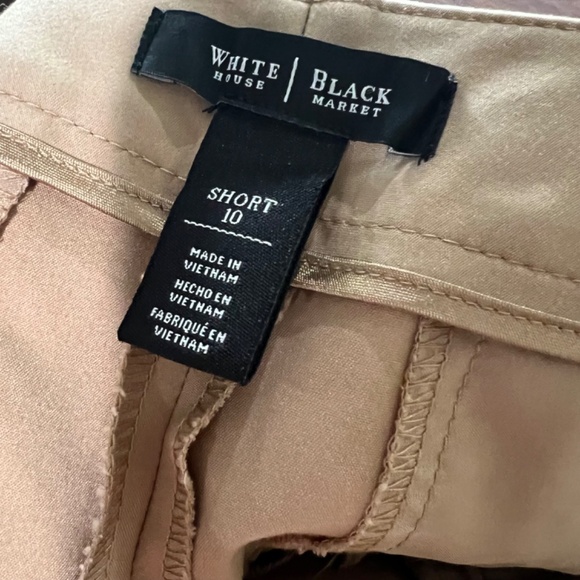 WHITE HOUSE | BLACK MARKET
SHORT
10
MADE IN
VIETNAM
HECHO EN
VIETNAM
FABRIQUÉ EN
VIETNAM